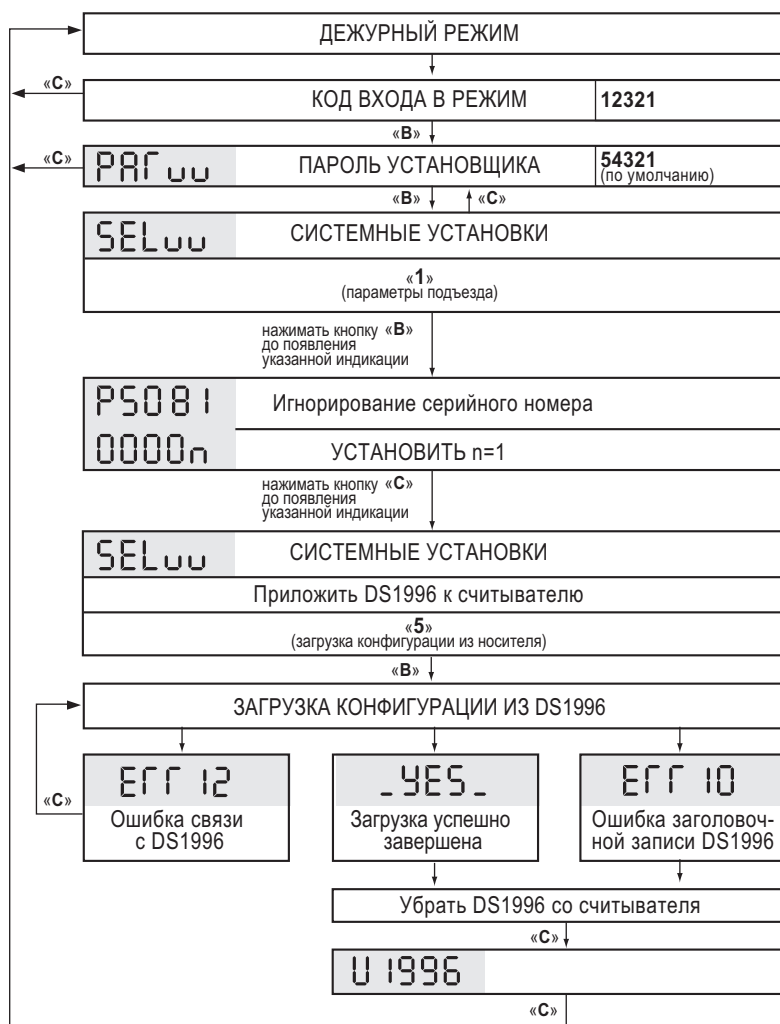 ДЕЖУРНЫЙ РЕЖИМ
«С»
КОД ВХОДА В РЕЖИМ 12321
«В»
«С»
РАГ ٮٮ ПАРОЛЬ УСТАНОВЩИКА 54321
(по умолчанию)
«В» «С»
SELuu СИСТЕМНЫЕ УСТАНОВКИ
«1»
(параметры подъезда)
нажимать кнопку «В»
до появления
указанной индикации
PS081 Игнорирование серийного номера
0000n УСТАНОВИТЬ n=1
нажимать кнопку «С»
до появления
указанной индикации
SELuu СИСТЕМНЫЕ УСТАНОВКИ
Приложить DS1996 к считывателю
«5»
(загрузка конфигурации из носителя)
«В»
ЗАГРУЗКА КОНФИГУРАЦИИ ИЗ DS1996
«С»
Err 12
Ошибка связи
с DS1996
_YES_
Загрузка успешно
завершена
Err 10
Ошибка заголовоч-
ной записи DS1996
Убрать DS1996 со считывателя
«С»
U 1996
«С»